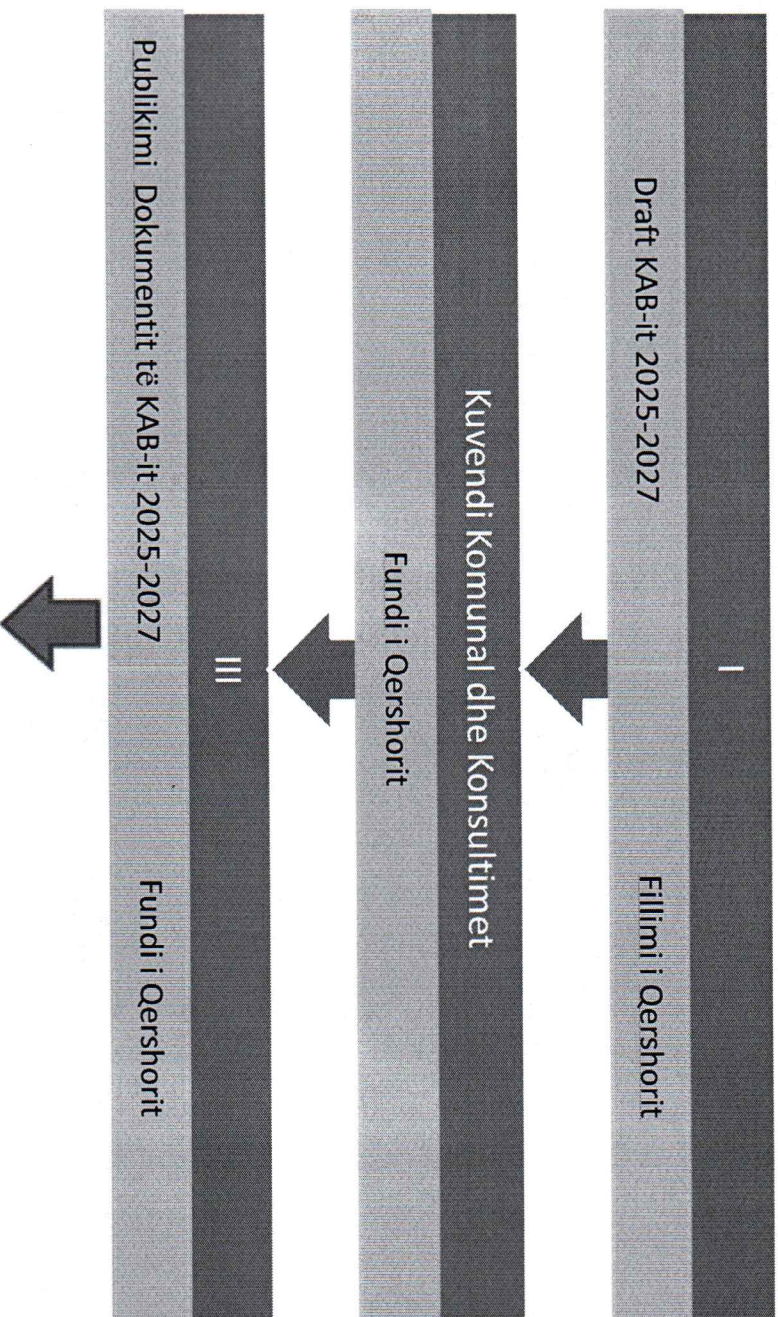 I
Draft KAB-it 2025-2027 Fillimi i Qershorit
Kuvendi Komunal dhe Konsultimet
Fundi i Qershorit
III
Publikimi Dokumentit të KAB-it 2025-2027 Fundi i Qershorit